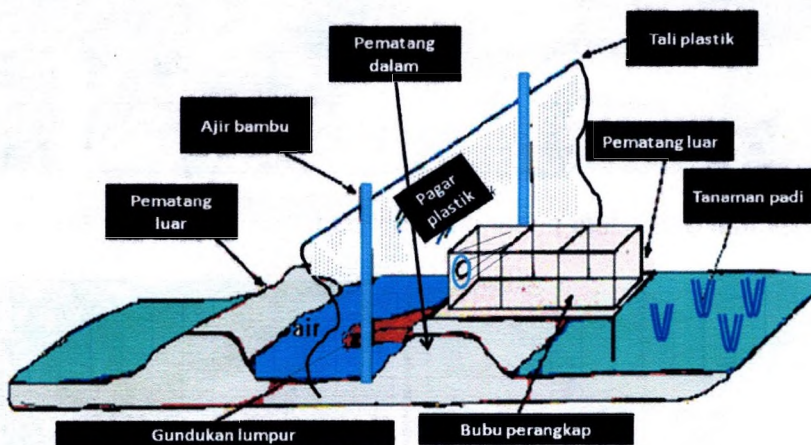 Pematang
dalam
Tali plastik
Ajir bambu
Pematang luar
Pematang
luar
Pagar
plastik
Tanaman padi
air
Gundukan lumpur
Bubu perangkap